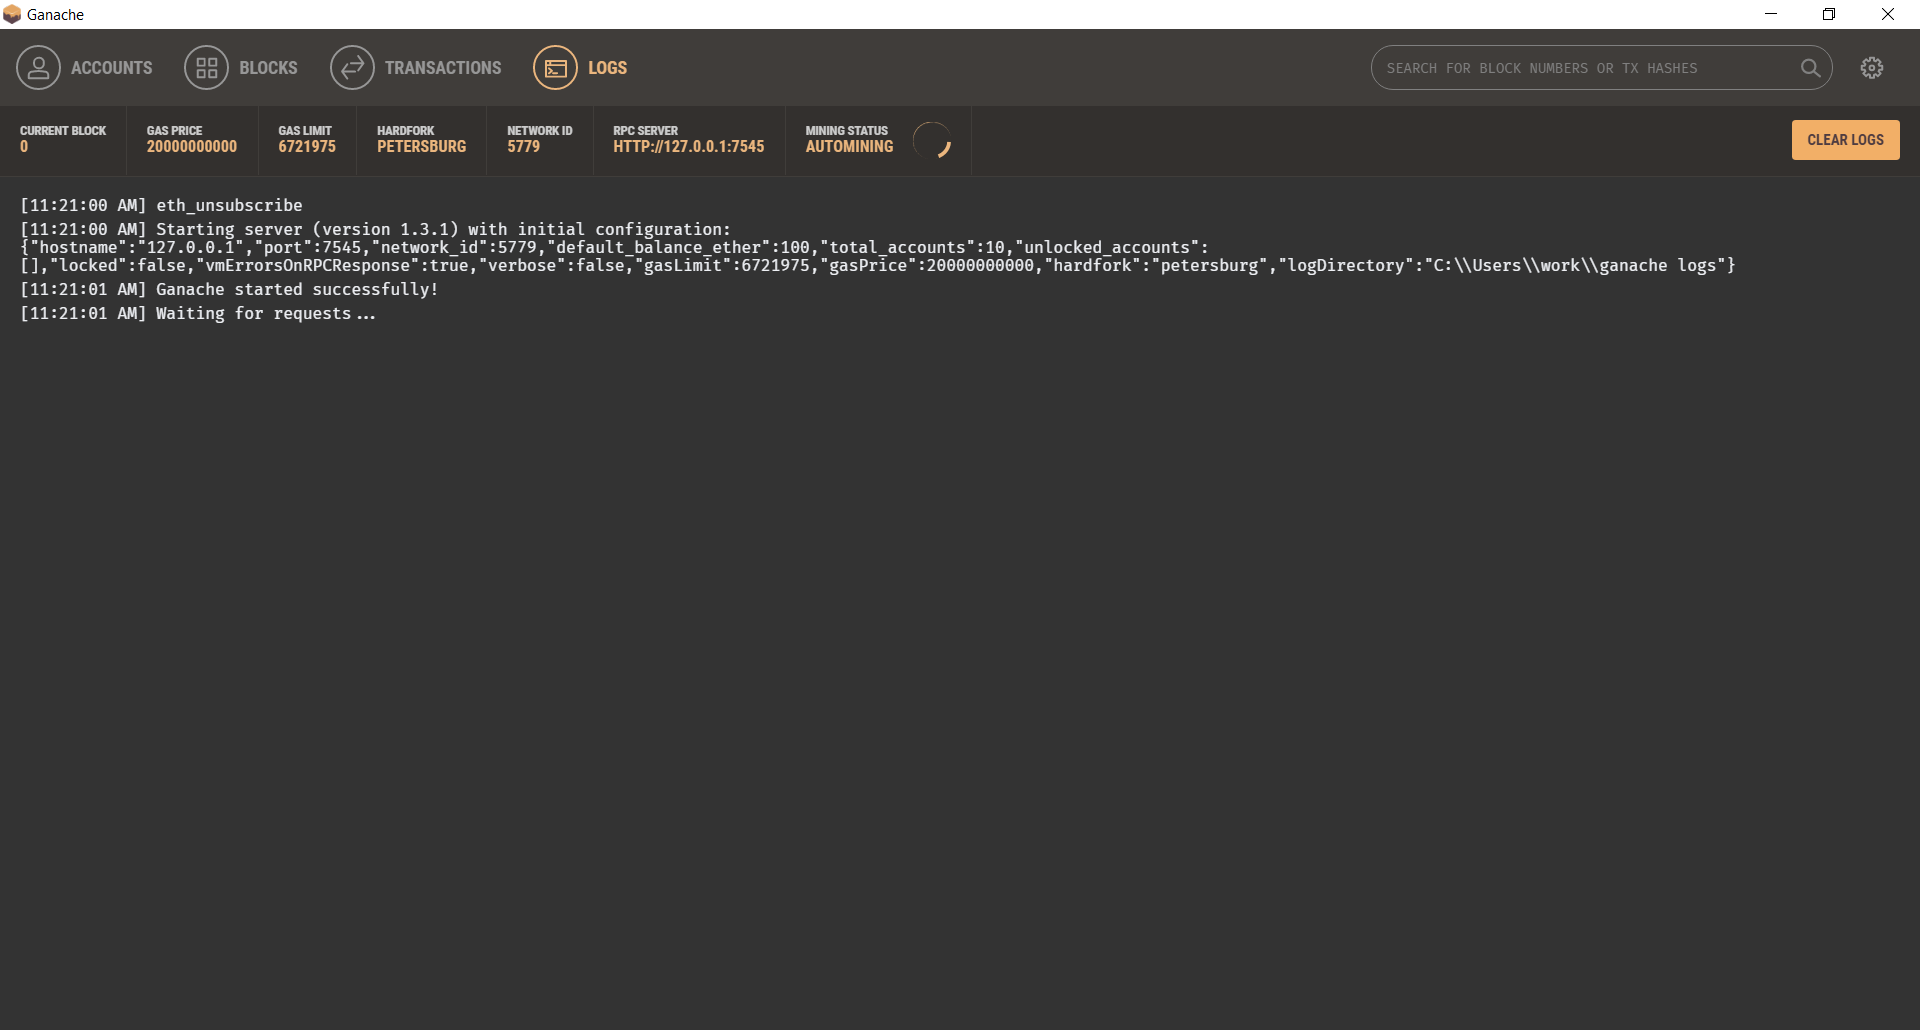 Ganache
ACCOUNTS BLOCKS TRANSACTIONS LOGS SEARCH FOR BLOCK NUMBERS OR TX HASHES
CURRENT BLOCK GAS PRICE GAS LIMIT HARDFORK NETWORK ID RPC SERVER MINING STATUS
0 20000000000 6721975 PETERSBURG 5779 HTTP://127.0.0.1:7545 AUTOMINING
CLEAR LOGS
[11:21:00 AM] eth_unsubscribe
[11:21:00 AM] Starting server (version 1.3.1) with initial configuration:
{"hostname":"127.0.0.1","port":7545,"network_id":5779,"default_balance_ether":100,"total_accounts":10,"unlocked_accounts":
[],"locked":false,"vmErrorsOnRPCResponse":true,"verbose":false,"gasLimit":6721975,"gasPrice":20000000000,"hardfork":"petersburg","logDirectory":"C:\\Users\\work\\ganache logs"}
[11:21:01 AM] Ganache started successfully!
[11:21:01 AM] Waiting for requests...